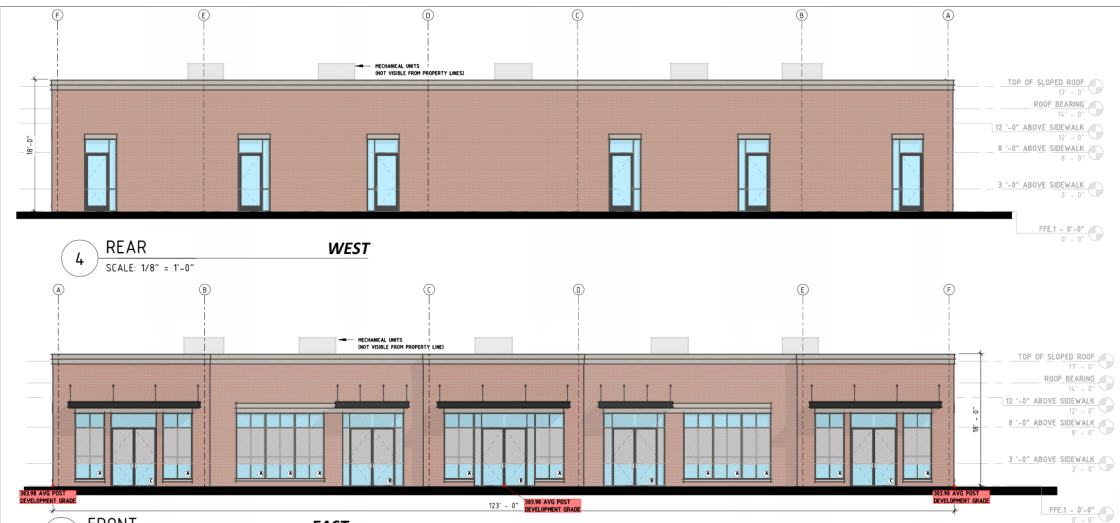 F E D C B A
MECHANICAL UNITS
(NOT VISIBLE FROM PROPERTY LINES)
18'-0"
TOP OF SLOPED ROOF
17' - 0"
ROOF BEARING
14' - 0"
12 '-0" ABOVE SIDEWALK
12' - 0"
8 '-0" ABOVE SIDEWALK
8' - 0"
3 '-0" ABOVE SIDEWALK
3' - 0"
FFE.1 - 0'-0"
0' - 0"
4 REAR WEST
SCALE: 1/8" = 1'-0"
A B C D E F
MECHANICAL UNITS
(NOT VISIBLE FROM PROPERTY LINE)
TOP OF SLOPED ROOF
17' - 0"
ROOF BEARING
14' - 0"
12 '-0" ABOVE SIDEWALK
12' - 0"
18' - 0"
8 '-0" ABOVE SIDEWALK
8' - 0"
3 '-0" ABOVE SIDEWALK
3' - 0"
A C A A A A A B A B A B A A A A A C A
303.98 AVG POST
DEVELOPMENT GRADE
123' - 0"
303.98 AVG POST
DEVELOPMENT GRADE
303.98 AVG POST
DEVELOPMENT GRADE
FFE.1 - 0'-0"
0' - 0"
FRONT EAST